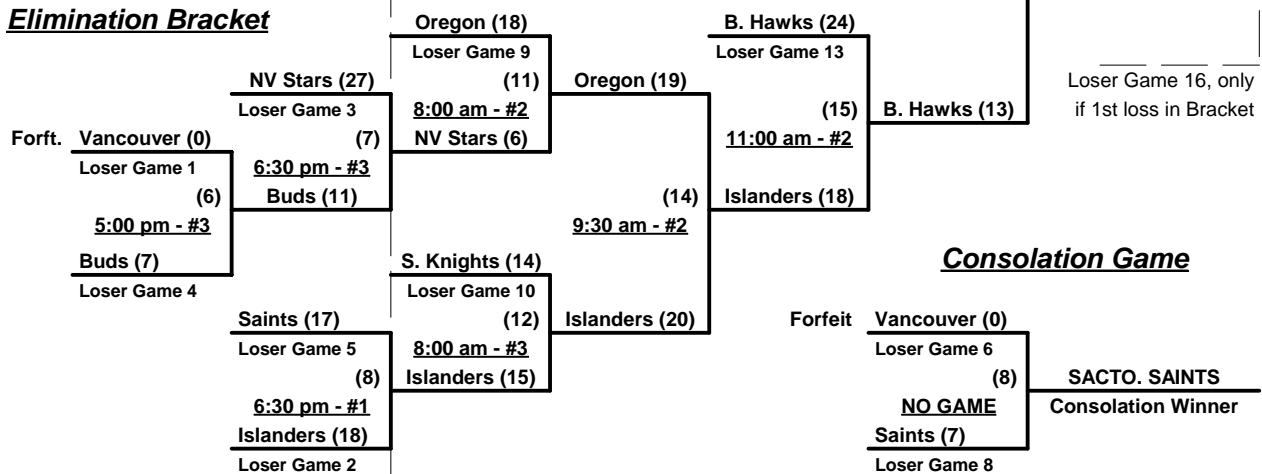 Elimination Bracket
Oregon (18)
B. Hawks (24)
Loser Game 9
Loser Game 13
NV Stars (27)
(11)
Oregon (19)
Loser Game 16, only
Loser Game 3
8:00 am - #2
(15)
B. Hawks (13)
if 1st loss in Bracket
Forft.
Vancouver (0)
(7)
NV Stars (6)
11:00 am - #2
Loser Game 1
6:30 pm - #3
(6)
Buds (11)
(14)
Islanders (18)
5:00 pm - #3
9:30 am - #2
Buds (7)
S. Knights (14)
Consolation Game
Loser Game 4
Loser Game 10
Saints (17)
(12)
Islanders (20)
Forfeit
Vancouver (0)
Loser Game 5
8:00 am - #3
Loser Game 6
(8)
Islanders (15)
(8)
SACTO. SAINTS
6:30 pm - #1
NO GAME
Consolation Winner
Islanders (18)
Saints (7)
Loser Game 2
Loser Game 8